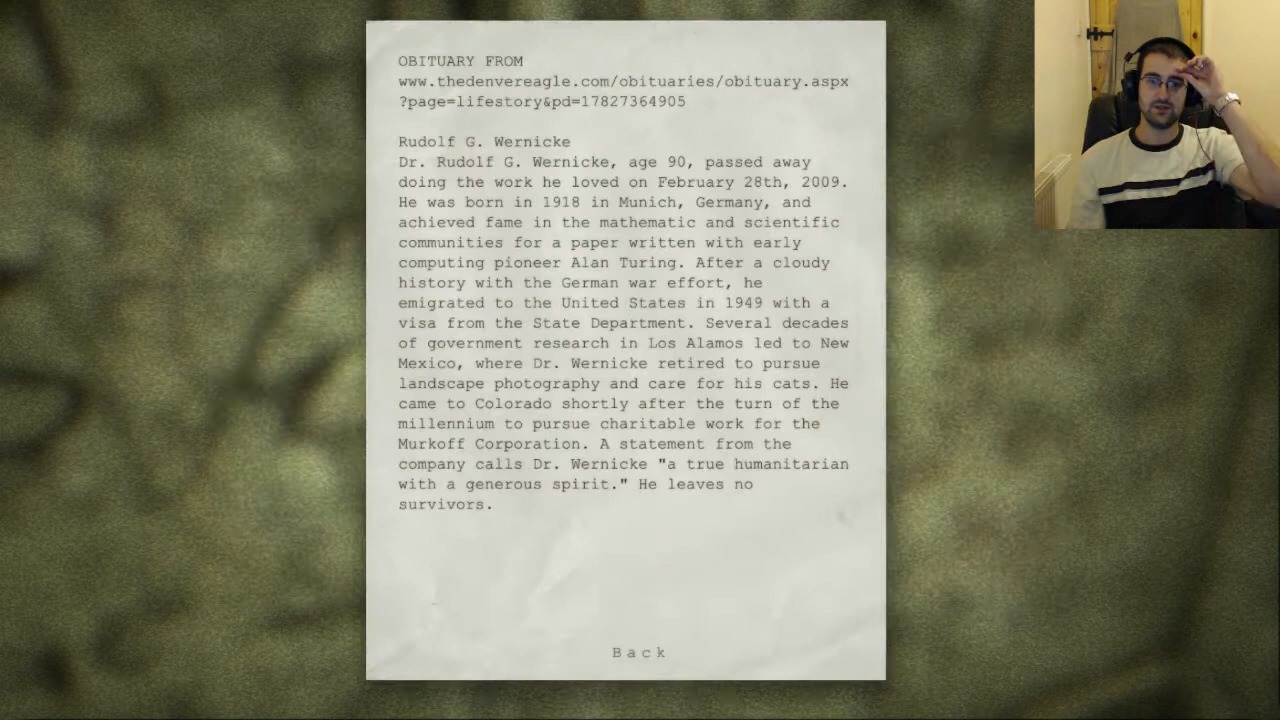 OBITUARY FROM
www.thedenvereagle.com/obituaries/obituary.aspx
?page=lifestory&pd=17827364905
Rudolf G. Wernicke
Dr. Rudolf G. Wernicke, age 90, passed away
doing the work he loved on February 28th, 2009.
He was born in 1918 in Munich, Germany, and
achieved fame in the mathematic and scientific
communities for a paper written with early
computing pioneer Alan Turing. After a cloudy
history with the German war effort, he
emigrated to the United States in 1949 with a
visa from the State Department. Several decades
of government research in Los Alamos led to New
Mexico, where Dr. Wernicke retired to pursue
landscape photography and care for his cats. He
came to Colorado shortly after the turn of the
millennium to pursue charitable work for the
Murkoff Corporation. A statement from the
company calls Dr. Wernicke "a true humanitarian
with a generous spirit." He leaves no
survivors.
Back